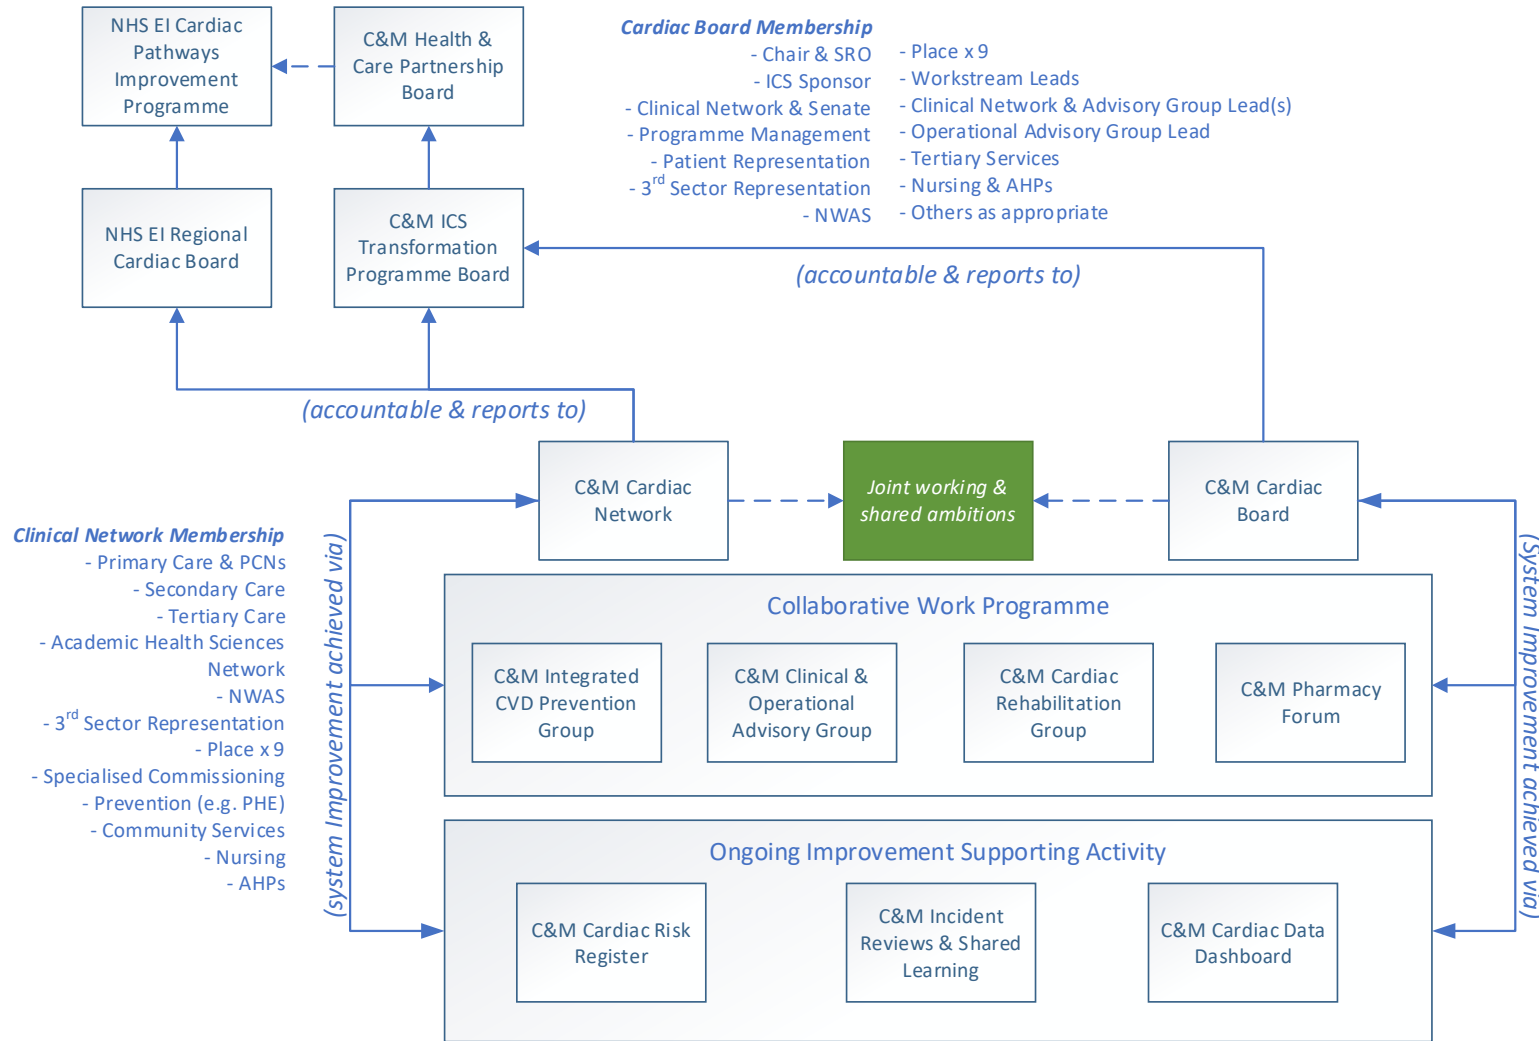 NHS EI Cardiac
Pathways
Improvement
Programme
C&M Health &
Care Partnership
Board
Cardiac Board Membership
- Chair & SRO
- ICS Sponsor
- Clinical Network & Senate
- Programme Management
- Patient Representation
- 3rd Sector Representation
- NWAS
- Place x 9
- Workstream Leads
- Clinical Network & Advisory Group Lead(s)
- Operational Advisory Group Lead
- Tertiary Services
- Nursing & AHPs
- Others as appropriate
NHS EI Regional
Cardiac Board
C&M ICS
Transformation
Programme Board
(accountable & reports to)
(accountable & reports to)
C&M Cardiac
Network
Joint working &
shared ambitions
C&M Cardiac
Board
Clinical Network Membership
- Primary Care & PCNs
- Secondary Care
- Tertiary Care
- Academic Health Sciences
Network
- NWAS
- 3rd Sector Representation
- Place x 9
- Specialised Commissioning
- Prevention (e.g. PHE)
- Community Services
- Nursing
- AHPs
(system Improvement achieved via)
(System Improvement achieved via)
Collaborative Work Programme
C&M Integrated
CVD Prevention
Group
C&M Clinical &
Operational
Advisory Group
C&M Cardiac
Rehabilitation
Group
C&M Pharmacy
Forum
Ongoing Improvement Supporting Activity
C&M Cardiac Risk
Register
C&M Incident
Reviews & Shared
Learning
C&M Cardiac Data
Dashboard